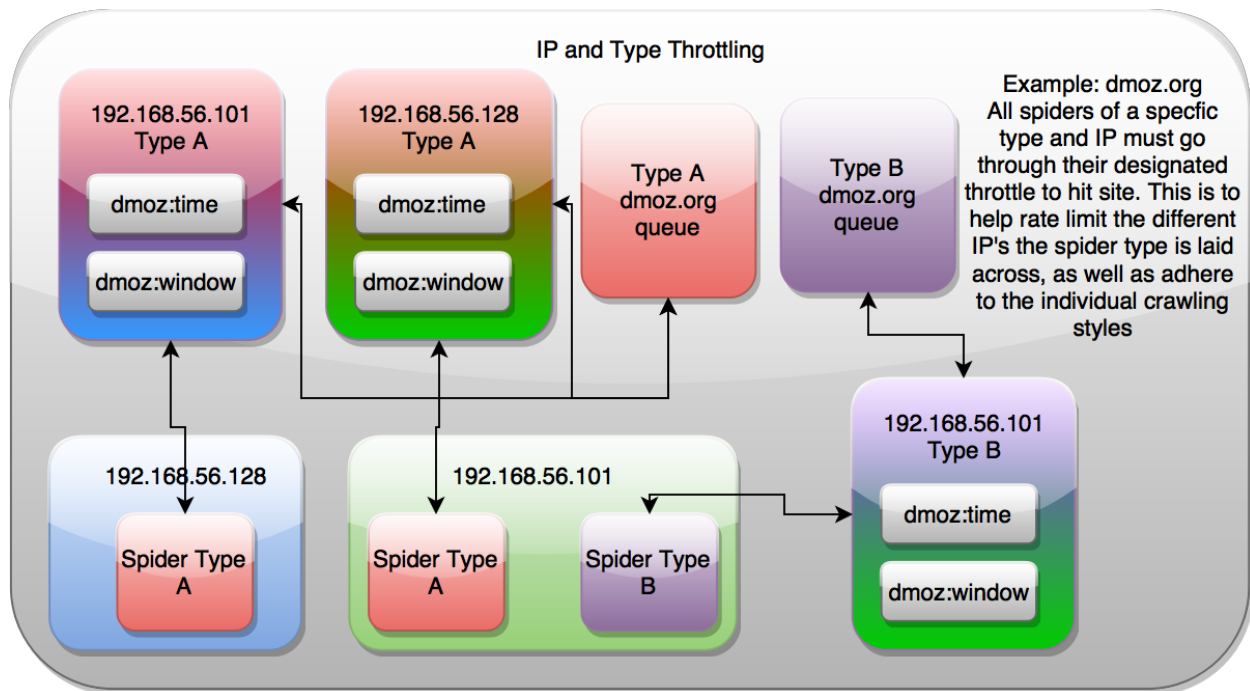 IP and Type Throttling
192.168.56.101
Type A
dmoz:time
dmoz:window
192.168.56.128
Type A
dmoz:time
dmoz:window
Type A
dmoz.org
queue
Type B
dmoz.org
queue
Example: dmoz.org
All spiders of a specfic
type and IP must go
through their designated
throttle to hit site. This is to
help rate limit the different
IP's the spider type is laid
across, as well as adhere
to the individual crawling
styles
192.168.56.128
Spider Type
A
192.168.56.101
Spider Type
A
Spider Type
B
192.168.56.101
Type B
dmoz:time
dmoz:window